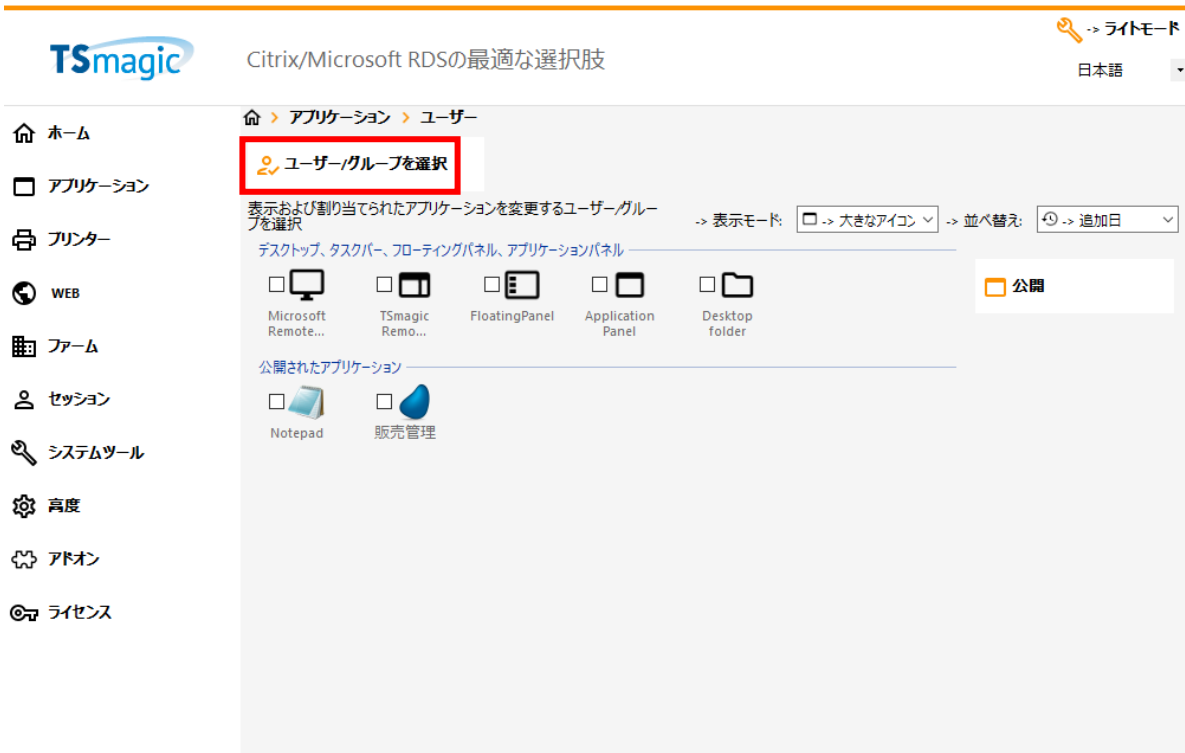 -> ライトモード
TSmagic
Citrix/Microsoft RDSの最適な選択肢
日本語
ホーム
アプリケーション
プリンター
WEB
ファーム
セッション
システムツール
高度
アドオン
ライセンス
アプリケーション > ユーザー
ユーザー/グループを選択
表示および割り当てられたアプリケーションを変更するユーザー/グルー
プを選択
-> 表示モード: -> 大きなアイコン -> 並べ替え: -> 追加日
デスクトップ、タスクバー、フローティングパネル、アプリケーションパネル
Microsoft
Remote...
TSmagic
Remo...
FloatingPanel
Application
Panel
Desktop
folder
公開
公開されたアプリケーション
Notepad
販売管理